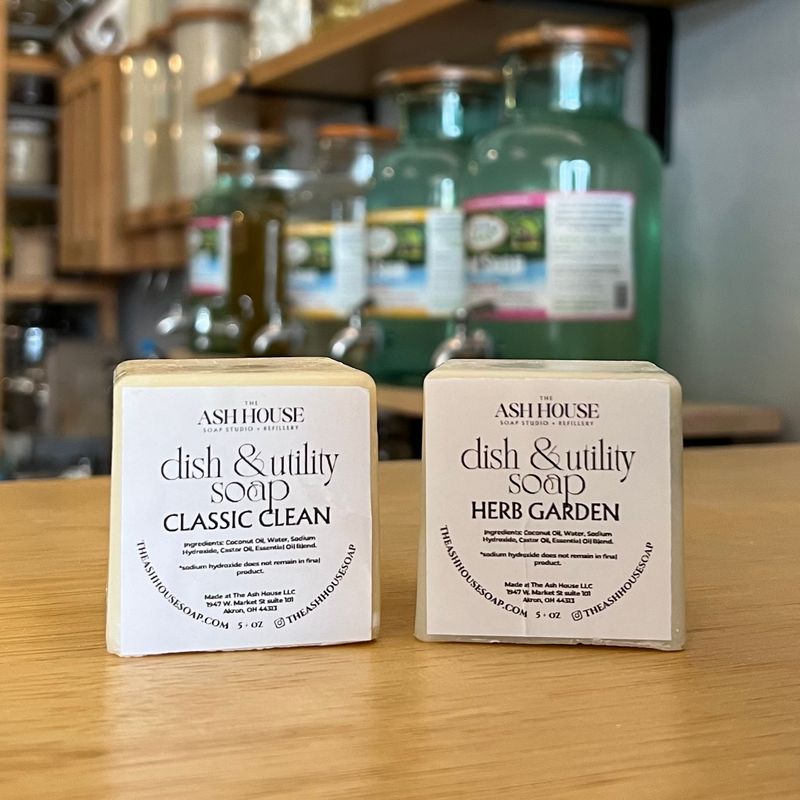 THE
ASH HOUSE
SOAP STUDIO + REFILLERY
dish & utility
soap
CLASSIC CLEAN
Ingredients: Coconut Oil, Water, Sodium
Hydroxide, Castor Oil, Essential Oil Blend.
*sodium hydroxide does not remain in final
product.
Made at The Ash House LLC
1947 W. Market St suite 101
Akron, OH 44313
THEASHHOUSESOAP.COM 5+ OZ @THEASHHOUSESOAP
THE
ASH HOUSE
SOAP STUDIO + REFILLERY
dish & utility
soap
HERB GARDEN
Ingredients: Coconut Oil, Water, Sodium
Hydroxide, Castor Oil, Essential Oil Blend.
*sodium hydroxide does not remain in final
product.
Made at The Ash House LLC
1947 W. Market St suite 101
Akron, OH 44313
THEASHHOUSESOAP.COM 5+ OZ @THEASHHOUSESOAP
Soap